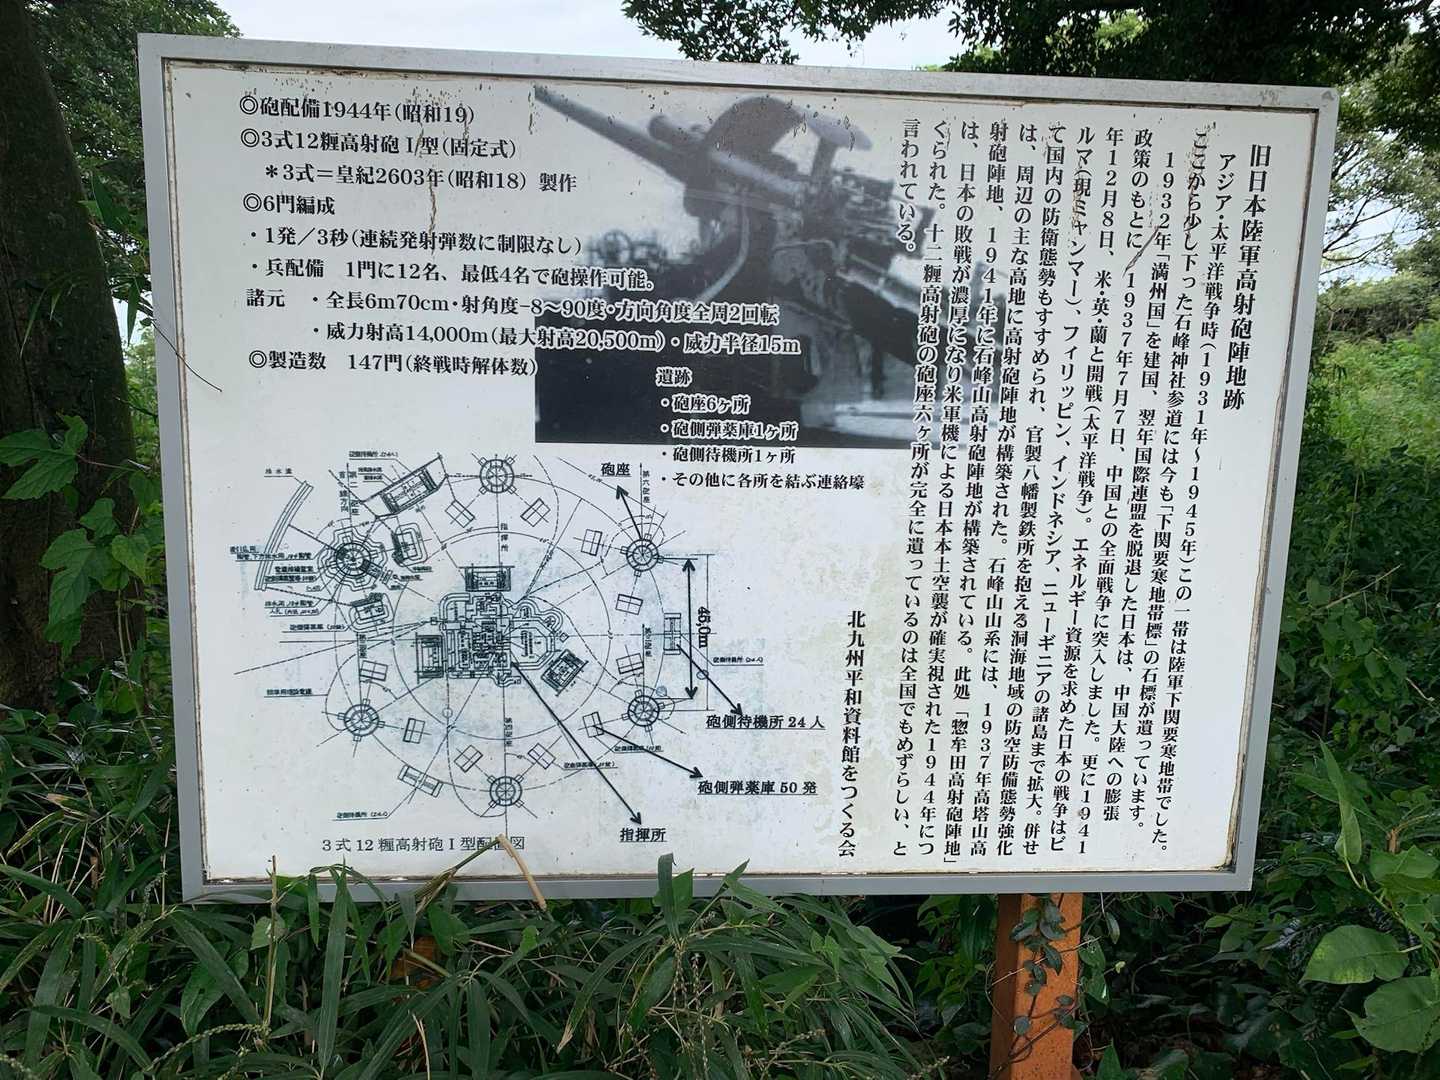 旧日本陸軍高射砲陣地跡
アジア・太平洋戦争時(1931年～1945年)この一帯は陸軍下関要塞地帯でした。
ここから少し下った石峰神社参道には今も「下関要塞地帯標」の石標が遺っています。
1932年「満州国」を建国、翌年国際連盟を脱退した日本は、中国大陸への膨張
政策のもとに、1937年7月7日、中国との全面戦争に突入しました。更に1941
年12月8日、米・英・蘭と開戦(太平洋戦争)。エネルギー資源を求めた日本の戦争はビ
ルマ(現ミャンマー)、フィリッピン、インドネシア、ニューギニアの諸島まで拡大。併せ
て国内の防衛態勢もすすめられ、官製八幡製鉄所を抱える洞海地域の防空防備態勢強化
は、周辺の主な高地に高射砲陣地が構築された。石峰山山系には、1937年高塔山高
射砲陣地、1941年に石峰山高射砲陣地が構築されている。此処「惣牟田高射砲陣地」
は、日本の敗戦が濃厚になり米軍機による日本本土空襲が確実視された1944年につ
くられた。十二糎高射砲の砲座六ヶ所が完全に遺っているのは全国でもめずらしい、と
言われている。
北九州平和資料館をつくる会
◎砲配備1944年(昭和19)
◎3式12糎高射砲Ⅰ型(固定式)
＊3式＝皇紀2603年(昭和18) 製作
◎6門編成
・1発／3秒(連続発射弾数に制限なし)
・兵配備 1門に12名、最低4名で砲操作可能。
諸元 ・全長6m70cm・射角度-8～90度・方向角度全周2回転
・威力射高14,000m(最大射高20,500m)・威力半径15m
◎製造数 147門(終戦時解体数)
遺跡
・砲座6ヶ所
・砲側弾薬庫1ヶ所
・砲側待機所1ヶ所
・その他に各所を結ぶ連絡壕
砲座
指揮所
45.0m
砲側待機所24人
砲側弾薬庫50発
指揮所
3式12糎高射砲Ⅰ型配置図